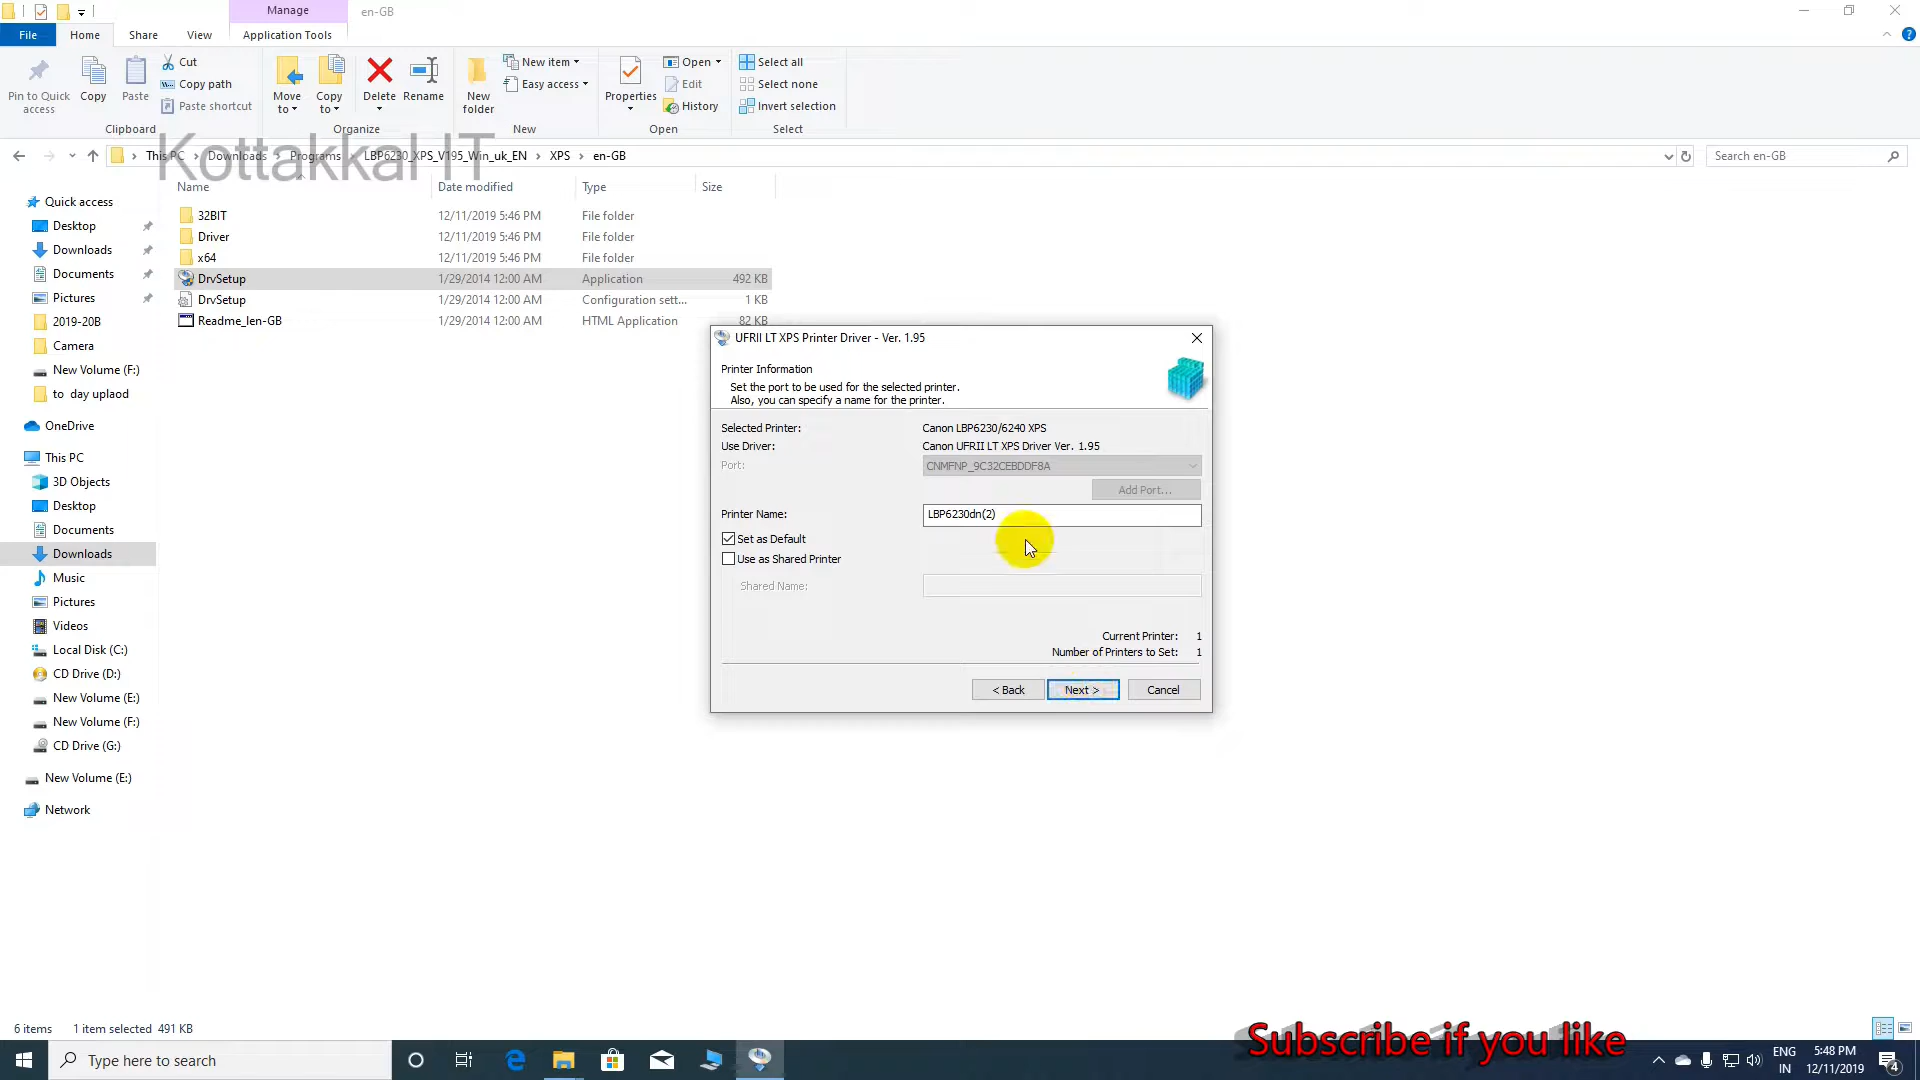 Manage
en-GB
File
Home
Share
View
Application Tools
Pin to Quick access
Copy
Paste
Cut
Copy path
Paste shortcut
Clipboard
Move to
Copy to
Delete
Rename
Organize
New folder
New item
Easy access
New
Properties
Open
Edit
History
Open
Select all
Select none
Invert selection
Select
Kottakkal IT
This PC > Downloads > Programs > LBP6230_XPS_V195_Win_uk_EN > XPS > en-GB
Search en-GB
Name Date modified Type Size
32BIT 12/11/2019 5:46 PM File folder
Driver 12/11/2019 5:46 PM File folder
x64 12/11/2019 5:46 PM File folder
DrvSetup 1/29/2014 12:00 AM Application 492 KB
DrvSetup 1/29/2014 12:00 AM Configuration sett... 1 KB
Readme_len-GB 1/29/2014 12:00 AM HTML Application 82 KB
Quick access
Desktop
Downloads
Documents
Pictures
2019-20B
Camera
New Volume (F:)
to day uplaod
OneDrive
This PC
3D Objects
Desktop
Documents
Downloads
Music
Pictures
Videos
Local Disk (C:)
CD Drive (D:)
New Volume (E:)
New Volume (F:)
CD Drive (G:)
New Volume (E:)
Network
UFRII LT XPS Printer Driver - Ver. 1.95
Printer Information
Set the port to be used for the selected printer.
Also, you can specify a name for the printer.
Selected Printer: Canon LBP6230/6240 XPS
Use Driver: Canon UFRII LT XPS Driver Ver. 1.95
Port: CNMFNP_9C32CEBDDF8A
Add Port...
Printer Name: LBP6230dn(2)
Set as Default
Use as Shared Printer
Shared Name:
Current Printer: 1
Number of Printers to Set: 1
< Back
Next >
Cancel
6 items 1 item selected 491 KB
Subscribe if you like
Type here to search
ENG
IN
5:48 PM
12/11/2019
4